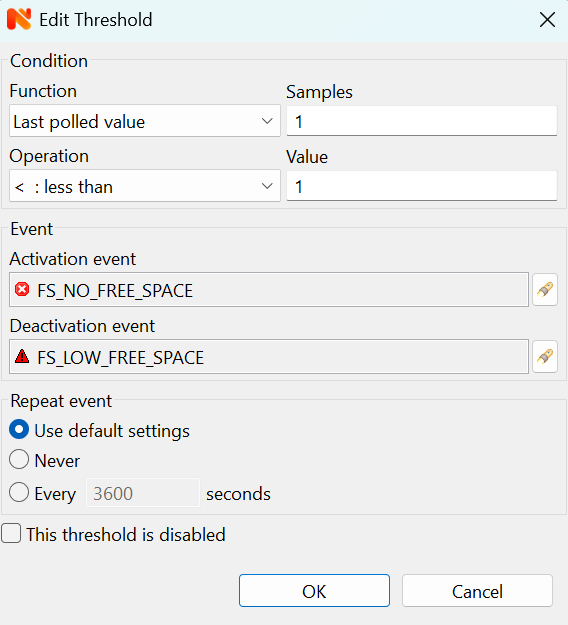 Edit Threshold
Condition
Function
Samples
Last polled value
1
Operation
Value
< : less than
1
Event
Activation event
FS_NO_FREE_SPACE
Deactivation event
FS_LOW_FREE_SPACE
Repeat event
Use default settings
Never
Every 3600 seconds
This threshold is disabled
OK
Cancel